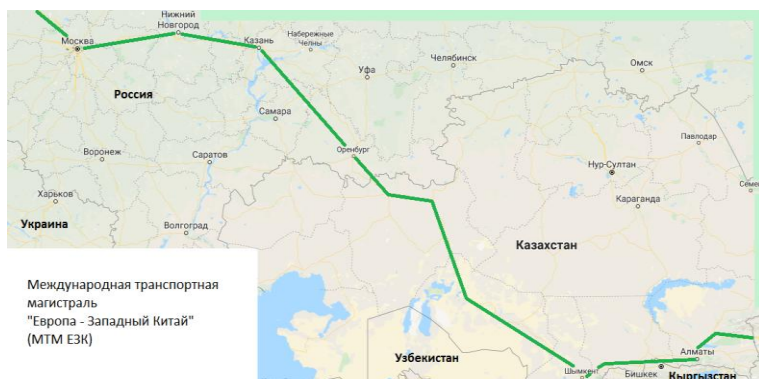 Нижний
Новгород
Москва
Казань
Набережные
Челны
Челябинск
Омск
Уфа
Россия
Самара
Павлодар
Воронеж
Саратов
Оренбург
Нур-Султан
Харьков
Караганда
Украина
Волгоград
Казахстан
Международная транспортная
магистраль
"Европа - Западный Китай"
(МТМ ЕЗК)
Узбекистан
Алматы
Шымкент
Бишкек
Кыргызстан